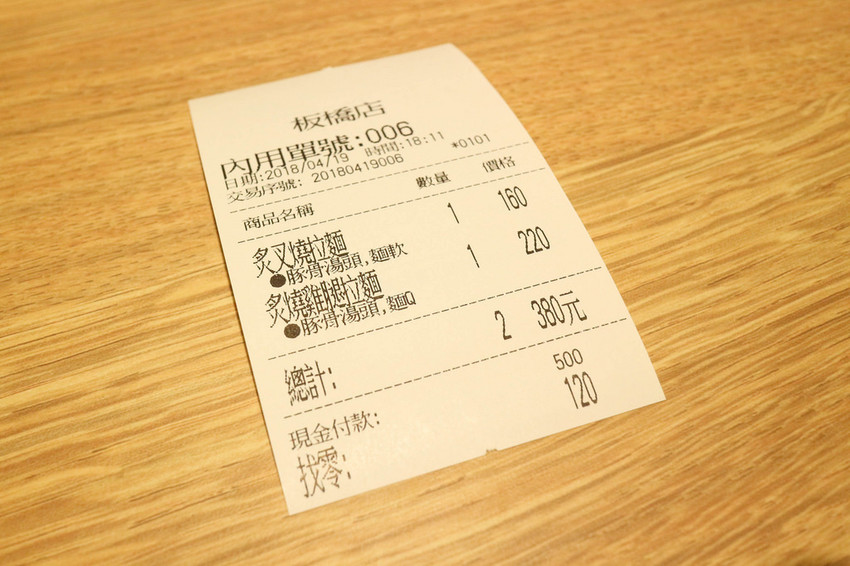 板橋店
內用單號:006
日期:2018/04/19 時間:18:11
交易序號: 20180419006 *0101
商品名稱 數量 價格
炙叉燒拉麵 1 160
●豚骨湯頭,麵軟
炙燒雞腿拉麵 1 220
●豚骨湯頭,麵Q
總計: 2 380元
現金付款: 500
找零: 120